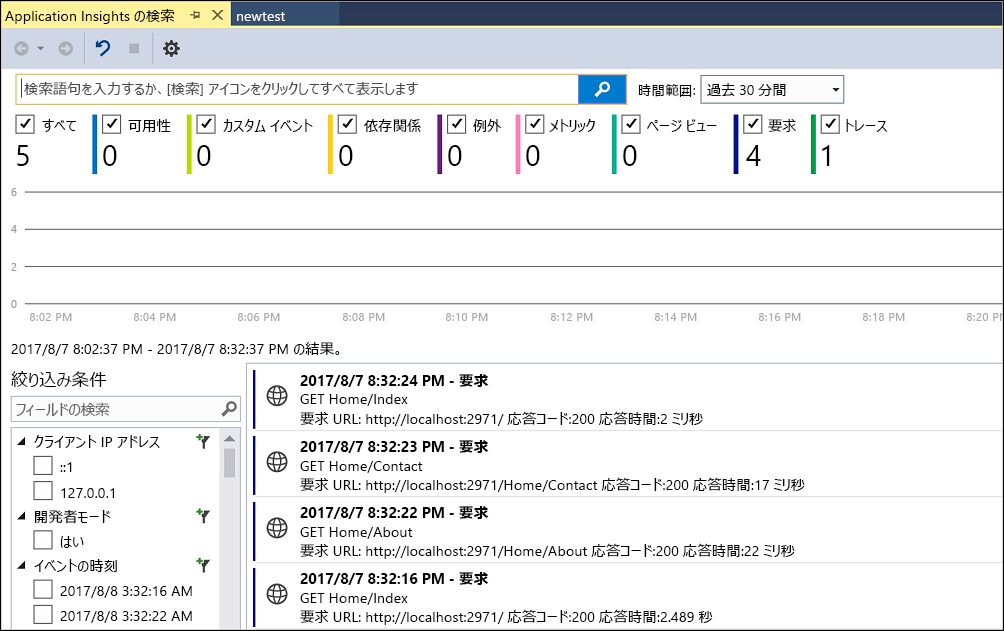 Application Insights の検索
newtest
検索語句を入力するか、[検索] アイコンをクリックしてすべて表示します
時間範囲: 過去 30 分間
すべて 可用性 カスタム イベント 依存関係 例外 メトリック ページ ビュー 要求 トレース
5 0 0 0 0 0 0 4 1
6
4
2
0
8:02 PM 8:04 PM 8:06 PM 8:08 PM 8:10 PM 8:12 PM 8:14 PM 8:16 PM 8:18 PM 8:20 PM
2017/8/7 8:02:37 PM - 2017/8/7 8:32:37 PM の結果。
絞り込み条件
フィールドの検索
クライアント IP アドレス
::1
127.0.0.1
開発者モード
はい
イベントの時刻
2017/8/8 3:32:16 AM
2017/8/8 3:32:22 AM
2017/8/7 8:32:24 PM - 要求
GET Home/Index
要求 URL: http://localhost:2971/ 応答コード:200 応答時間:2 ミリ秒
2017/8/7 8:32:23 PM - 要求
GET Home/Contact
要求 URL: http://localhost:2971/Home/Contact 応答コード:200 応答時間:17 ミリ秒
2017/8/7 8:32:22 PM - 要求
GET Home/About
要求 URL: http://localhost:2971/Home/About 応答コード:200 応答時間:22 ミリ秒
2017/8/7 8:32:16 PM - 要求
GET Home/Index
要求 URL: http://localhost:2971/ 応答コード:200 応答時間:2.489 秒